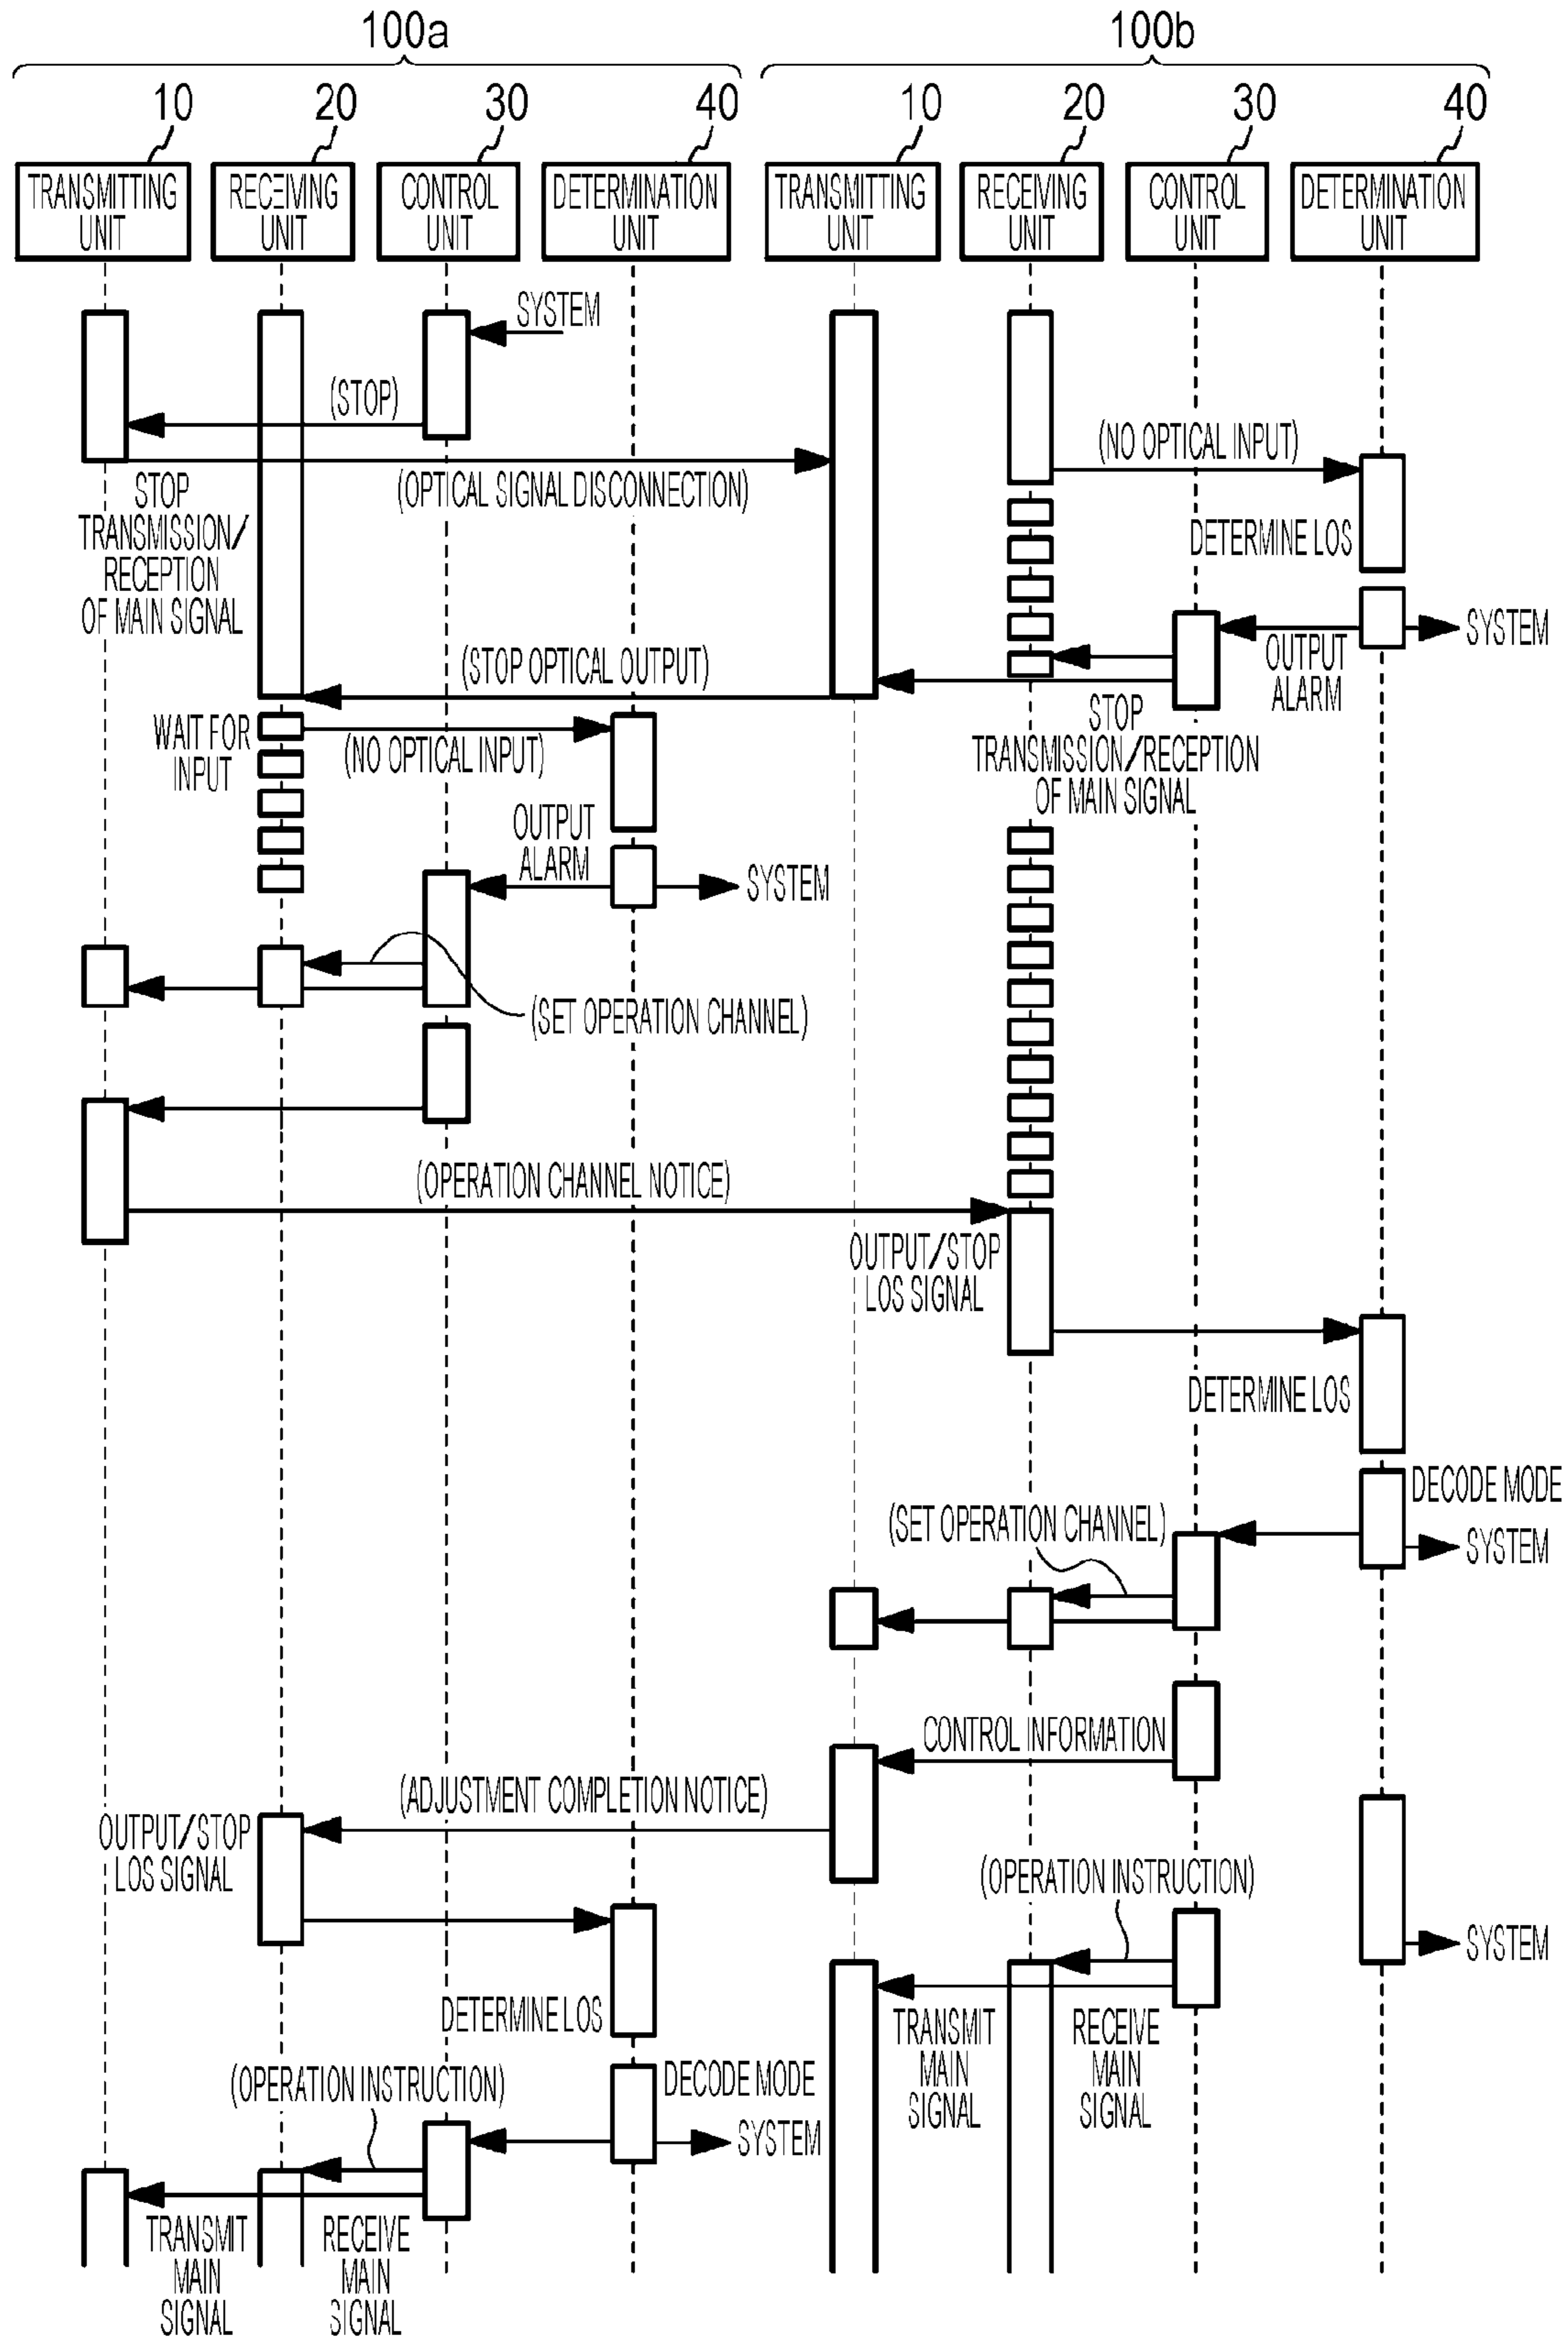 100a
100b
10
20
30
40
10
20
30
40
TRANSMITTING
UNIT
RECEIVING
UNIT
CONTROL
UNIT
DETERMINATION
UNIT
TRANSMITTING
UNIT
RECEIVING
UNIT
CONTROL
UNIT
DETERMINATION
UNIT
SYSTEM
(STOP)
(NO OPTICAL INPUT)
(OPTICAL SIGNAL DISCONNECTION)
STOP
TRANSMISSION/
RECEPTION
OF MAIN SIGNAL
DETERMINE LOS
SYSTEM
OUTPUT
ALARM
(STOP OPTICAL OUTPUT)
STOP
TRANSMISSION/RECEPTION
OF MAIN SIGNAL
WAIT FOR
INPUT
(NO OPTICAL INPUT)
OUTPUT
ALARM
SYSTEM
(SET OPERATION CHANNEL)
(OPERATION CHANNEL NOTICE)
OUTPUT/STOP
LOS SIGNAL
DETERMINE LOS
DECODE MODE
(SET OPERATION CHANNEL)
SYSTEM
CONTROL INFORMATION
(ADJUSTMENT COMPLETION NOTICE)
OUTPUT/STOP
LOS SIGNAL
(OPERATION INSTRUCTION)
SYSTEM
DETERMINE LOS
TRANSMIT
MAIN
SIGNAL
RECEIVE
MAIN
SIGNAL
(OPERATION INSTRUCTION)
DECODE MODE
SYSTEM
TRANSMIT
MAIN
SIGNAL
RECEIVE
MAIN
SIGNAL